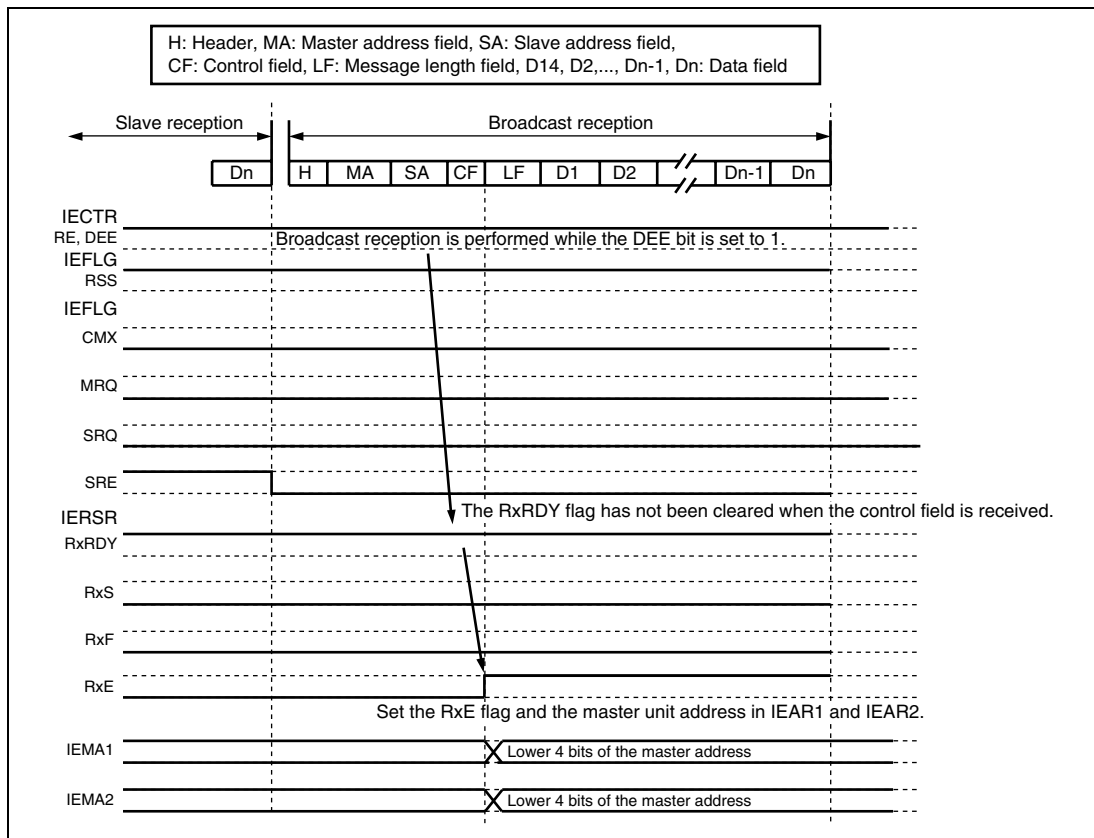 H: Header, MA: Master address field, SA: Slave address field,
CF: Control field, LF: Message length field, D14, D2,..., Dn-1, Dn: Data field
Slave reception
Broadcast reception
Dn H MA SA CF LF D1 D2 Dn-1 Dn
IECTR
RE, DEE
Broadcast reception is performed while the DEE bit is set to 1.
IEFLG
RSS
IEFLG
CMX
MRQ
SRQ
SRE
IERSR
The RxRDY flag has not been cleared when the control field is received.
RxRDY
RxS
RxF
RxE
Set the RxE flag and the master unit address in IEAR1 and IEAR2.
IEMA1
Lower 4 bits of the master address
IEMA2
Lower 4 bits of the master address